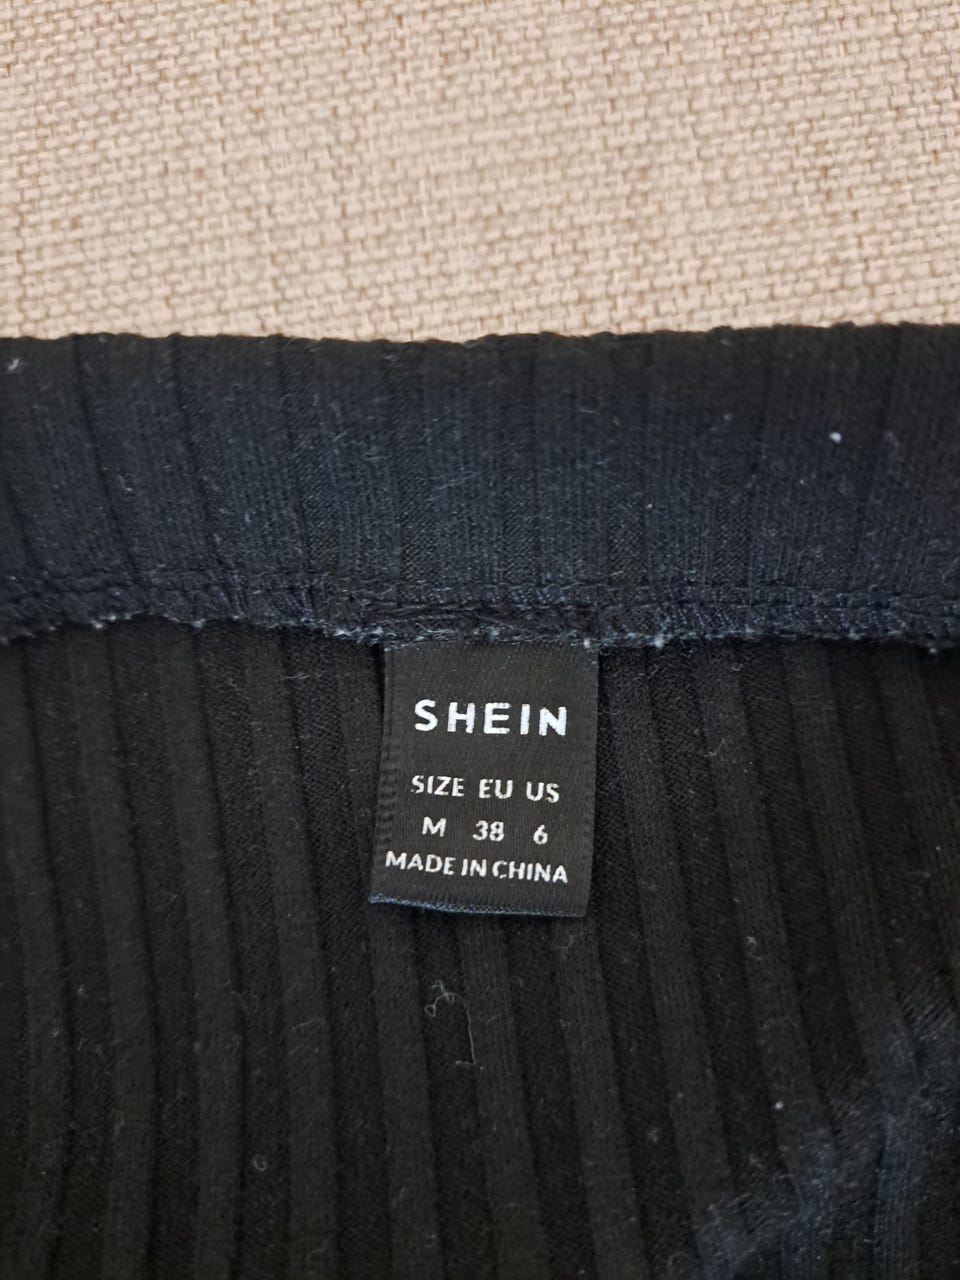 SHEIN
SIZE EU US
M 38 6
MADE IN CHINA